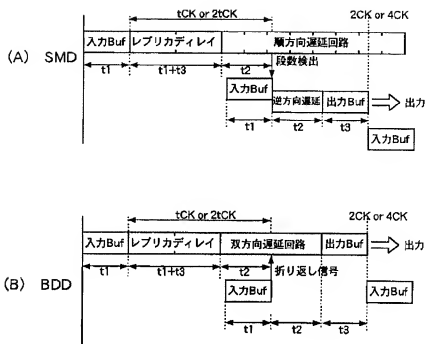 tCK or 2tCK
2CK or 4CK
(A) SMD
入力Buf
レプリカディレイ
順方向遅延回路
t1
t1+t3
t2
段数検出
入力Buf
逆方向遅延
出力Buf
出力
t1
t2
t3
入力Buf
tCK or 2tCK
2CK or 4CK
(B) BDD
入力Buf
レプリカディレイ
双方向遅延回路
出力Buf
出力
t1
t1+t3
t2
折り返し信号
入力Buf
入力Buf
t1
t2
t3